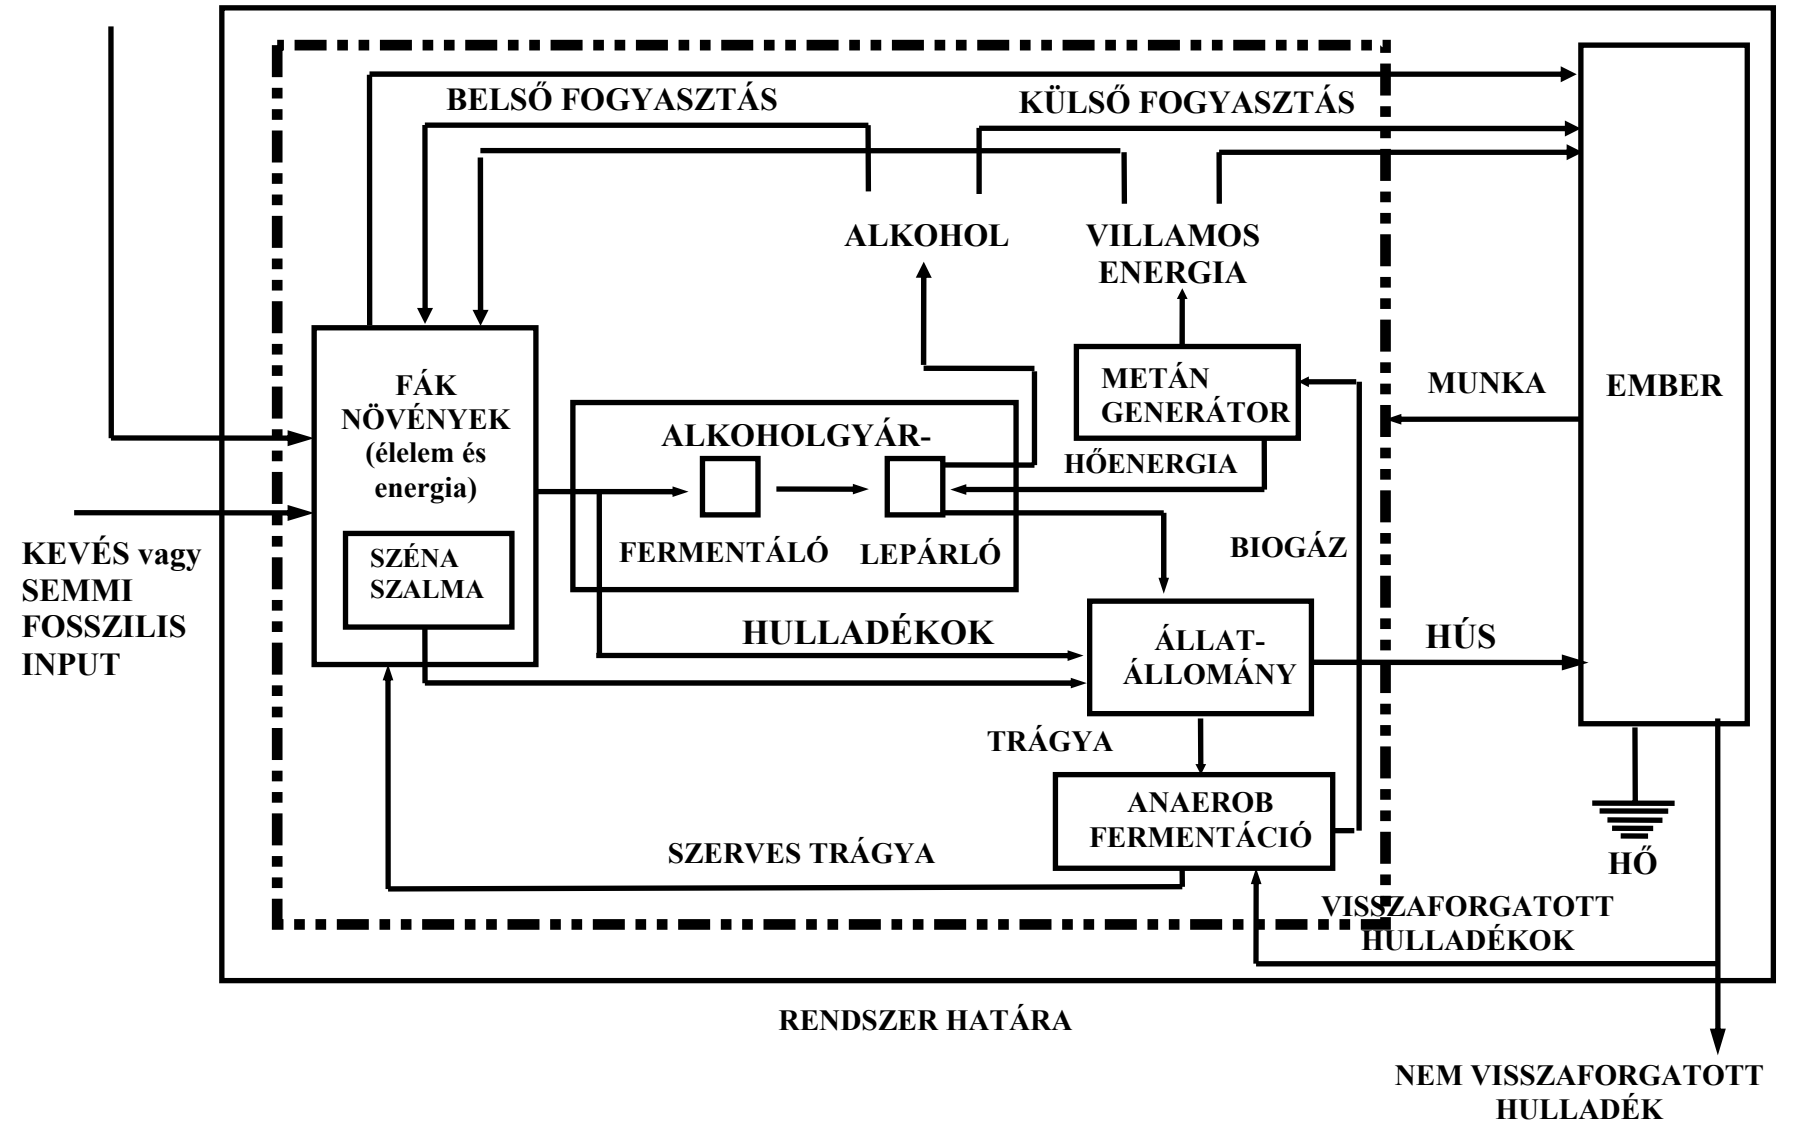 BELSŐ FOGYASZTÁS
KÜLSŐ FOGYASZTÁS
ALKOHOL
VILLAMOS
ENERGIA
FÁK
NÖVÉNYEK
(élelem és
energia)
SZÉNA
SZALMA
KEVÉS vagy
SEMMI
FOSSZILIS
INPUT
ALKOHOLGYÁR-
FERMENTÁLÓ
LEPÁRLÓ
METÁN
GENERÁTOR
HŐENERGIA
BIOGÁZ
MUNKA
EMBER
HULLADÉKOK
ÁLLAT-
ÁLLOMÁNY
HÚS
TRÁGYA
ANAEROB
FERMENTÁCIÓ
SZERVES TRÁGYA
HŐ
VISSZAFORGATOTT
HULLADÉKOK
RENDSZER HATÁRA
NEM VISSZAFORGATOTT
HULLADÉK